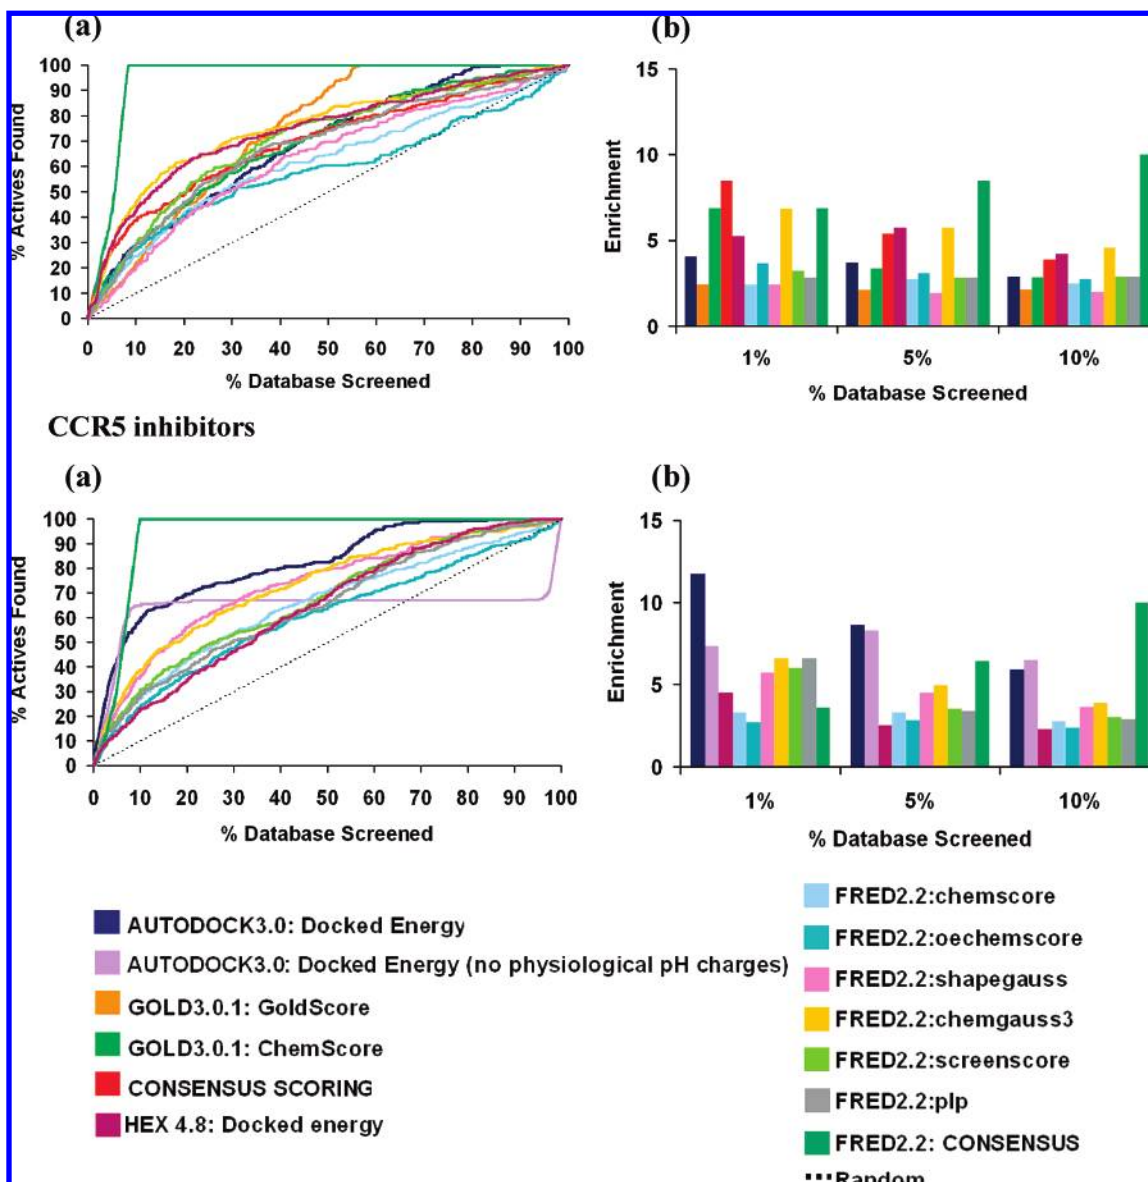 (a)
(b)
100
90
80
70
60
50
40
30
20
10
0
% Actives Found
0 10 20 30 40 50 60 70 80 90 100
% Database Screened
15
10
5
0
Enrichment
1% 5% 10%
% Database Screened
CCR5 inhibitors
(a)
(b)
100
90
80
70
60
50
40
30
20
10
0
% Actives Found
0 10 20 30 40 50 60 70 80 90 100
% Database Screened
15
10
5
0
Enrichment
1% 5% 10%
% Database Screened
AUTODOCK3.0: Docked Energy
AUTODOCK3.0: Docked Energy (no physiological pH charges)
GOLD3.0.1: GoldScore
GOLD3.0.1: ChemScore
CONSENSUS SCORING
HEX 4.8: Docked energy
FRED2.2:chemscore
FRED2.2:oechemscore
FRED2.2:shapegauss
FRED2.2:chemgauss3
FRED2.2:screenscore
FRED2.2:plp
FRED2.2: CONSENSUS
Random